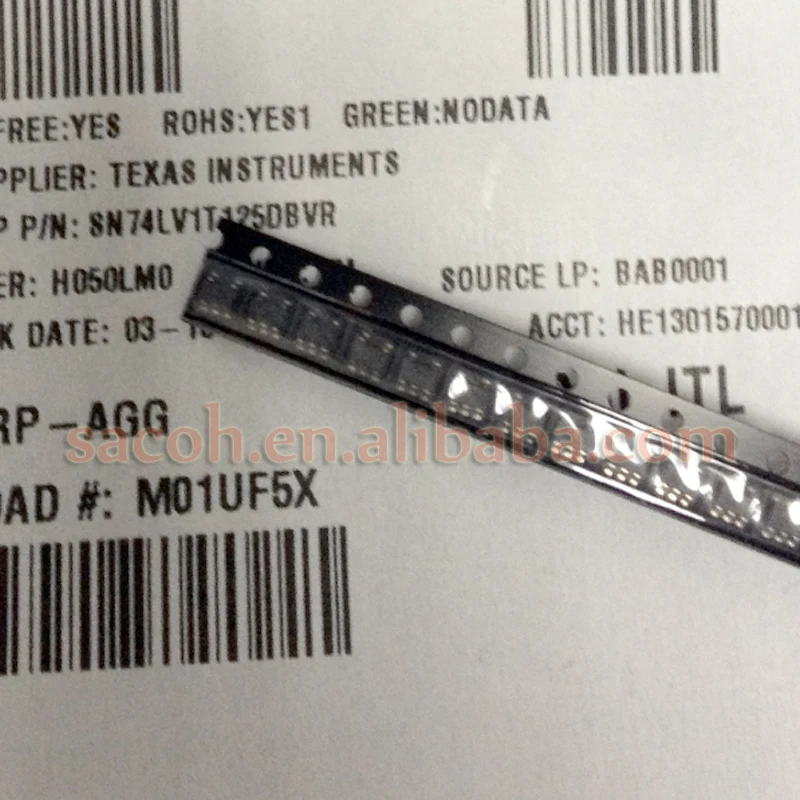 FREE:YES ROHS:YES1 GREEN:NODATA
PPLIER: TEXAS INSTRUMENTS
P P/N: SN74LV1T125DBVR
ER: H050LM0 SOURCE LP: BAB0001
K DATE: 03-1 ACCT: HE1301570001
ITL
RP-AGG
sacoh.en.alibaba.com
OAD #: M01UF5X